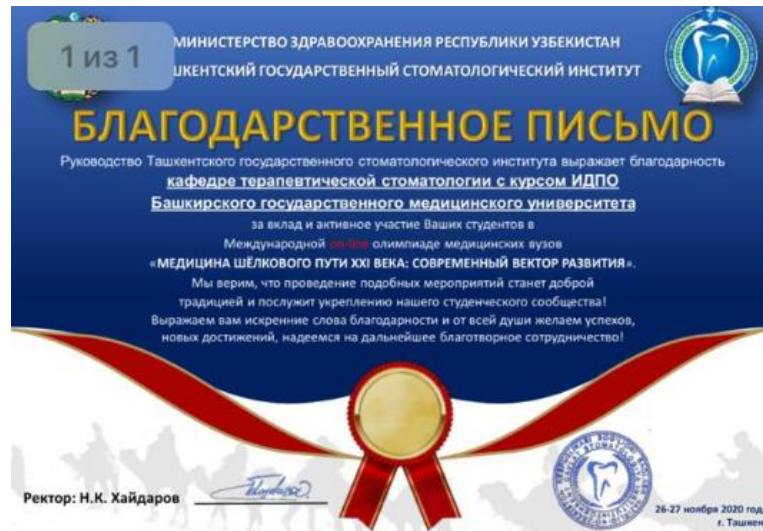 1 из 1
МИНИСТЕРСТВО ЗДРАВООХРАНЕНИЯ РЕСПУБЛИКИ УЗБЕКИСТАН
ШКЕНТСКИЙ ГОСУДАРСТВЕННЫЙ СТОМАТОЛОГИЧЕСКИЙ ИНСТИТУТ
БЛАГОДАРСТВЕННОЕ ПИСЬМО
Руководство Ташкентского государственного стоматологического института выражает благодарность
кафедре терапевтической стоматологии с курсом ИДПО
Башкирского государственного медицинского университета
за вклад и активное участие Ваших студентов в
Международной on-line олимпиаде медицинских вузов
«МЕДИЦИНА ШЁЛКОВОГО ПУТИ XXI ВЕКА: СОВРЕМЕННЫЙ ВЕКТОР РАЗВИТИЯ».
Мы верим, что проведение подобных мероприятий станет доброй
традицией и послужит укреплению нашего студенческого сообщества!
Выражаем вам искренние слова благодарности и от всей души желаем успехов,
новых достижений, надеемся на дальнейшее благотворное сотрудничество!
Ректор: Н.К. Хайдаров
26-27 ноября 2020 год
г. Ташкен